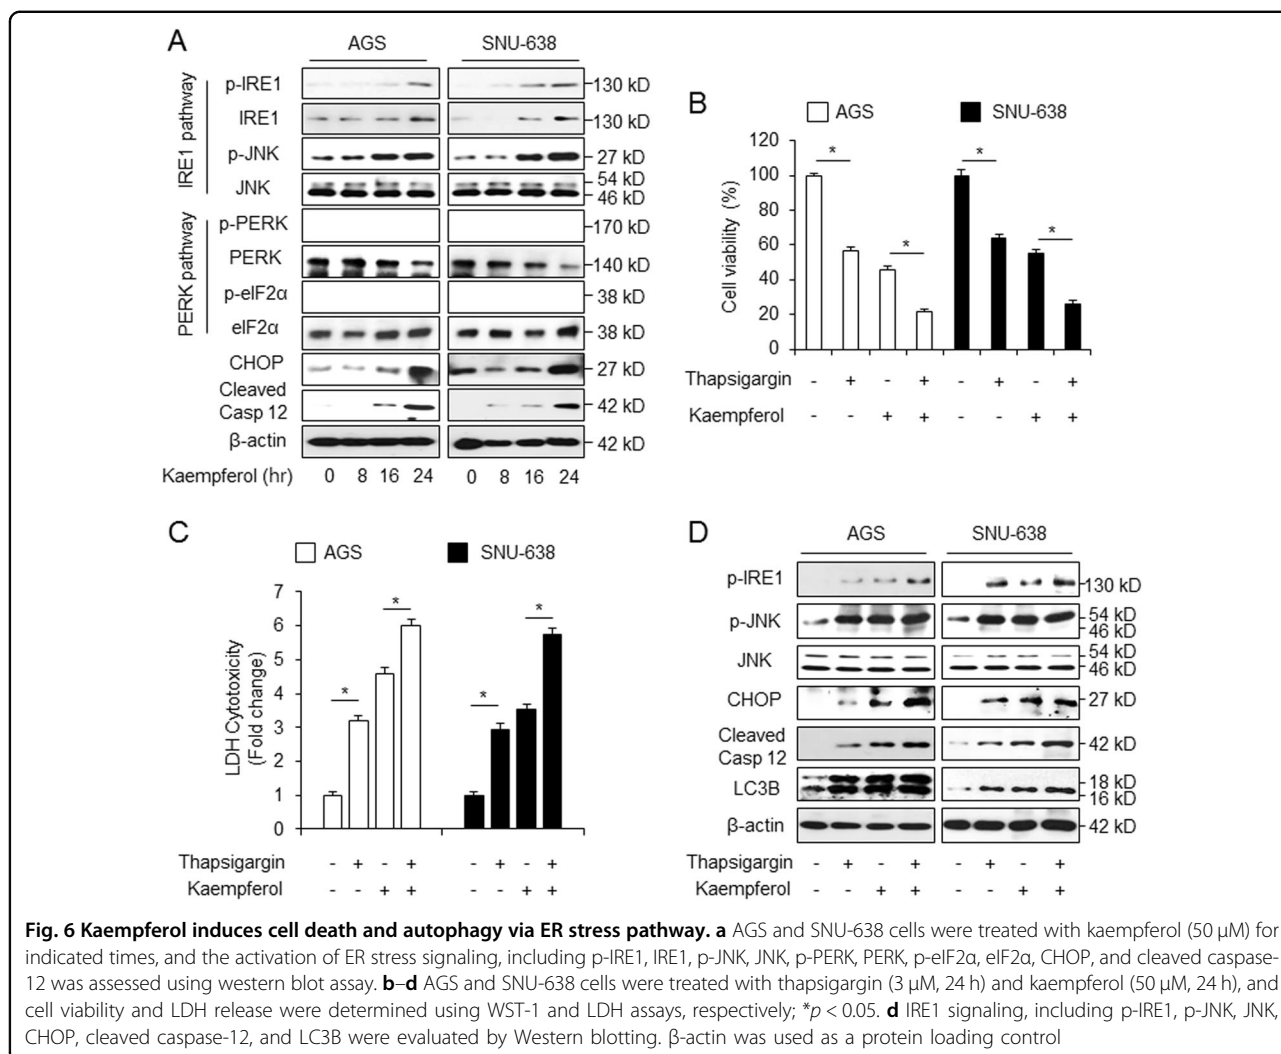 A
AGS SNU-638
IRE1 pathway
p-IRE1 130 kD
IRE1 130 kD
p-JNK 27 kD
JNK 54 kD
46 kD
PERK pathway
p-PERK 170 kD
PERK 140 kD
p-eIF2α 38 kD
eIF2α 38 kD
CHOP 27 kD
Cleaved
Casp 12 42 kD
β-actin 42 kD
Kaempferol (hr) 0 8 16 24 0 8 16 24
B
AGS SNU-638
Cell viability (%)
120
100
80
60
40
20
0
* * * *
Thapsigargin - + - + - + - +
Kaempferol - - + + - - + +
C
AGS SNU-638
LDH Cytotoxicity
(Fold change)
7
6
5
4
3
2
1
0
* * * *
Thapsigargin - + - + - + - +
Kaempferol - - + + - - + +
D
AGS SNU-638
p-IRE1 130 kD
p-JNK 54 kD
46 kD
JNK 54 kD
46 kD
CHOP 27 kD
Cleaved
Casp 12 42 kD
LC3B 18 kD
16 kD
β-actin 42 kD
Thapsigargin - + - + - + - +
Kaempferol - - + + - - + +
Fig. 6 Kaempferol induces cell death and autophagy via ER stress pathway. a AGS and SNU-638 cells were treated with kaempferol (50 μM) for
indicated times, and the activation of ER stress signaling, including p-IRE1, IRE1, p-JNK, JNK, p-PERK, PERK, p-eIF2α, eIF2α, CHOP, and cleaved caspase-
12 was assessed using western blot assay. b–d AGS and SNU-638 cells were treated with thapsigargin (3 μM, 24 h) and kaempferol (50 μM, 24 h), and
cell viability and LDH release were determined using WST-1 and LDH assays, respectively; *p < 0.05. d IRE1 signaling, including p-IRE1, p-JNK, JNK,
CHOP, cleaved caspase-12, and LC3B were evaluated by Western blotting. β-actin was used as a protein loading control